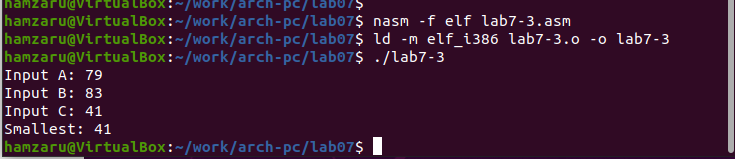 hamzaru@VirtualBox:~/work/arch-pc/lab07$
hamzaru@VirtualBox:~/work/arch-pc/lab07$ nasm -f elf lab7-3.asm
hamzaru@VirtualBox:~/work/arch-pc/lab07$ ld -m elf_i386 lab7-3.o -o lab7-3
hamzaru@VirtualBox:~/work/arch-pc/lab07$ ./lab7-3
Input A: 79
Input B: 83
Input C: 41
Smallest: 41
hamzaru@VirtualBox:~/work/arch-pc/lab07$